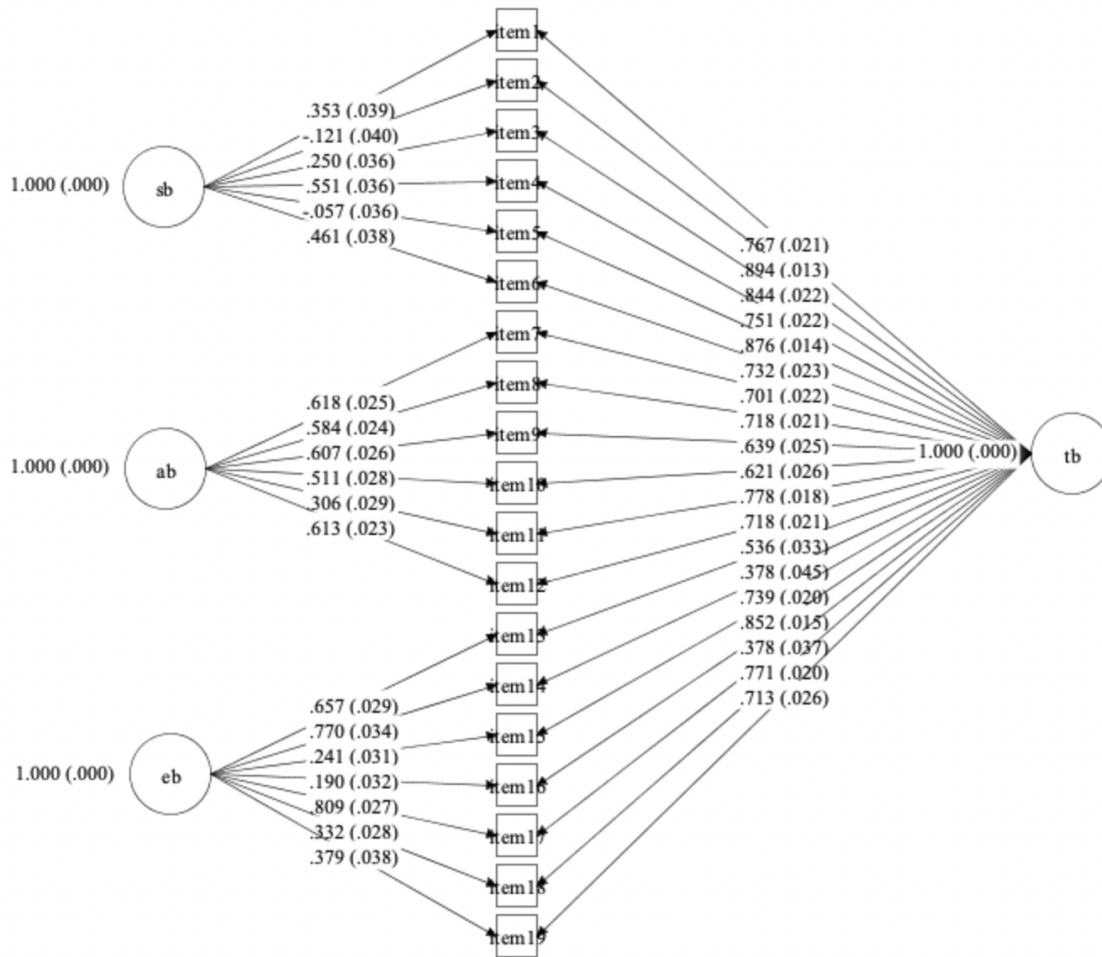 item1
item2
item3
item4
item5
item6
item7
item8
item9
item10
item11
item12
item13
item14
item15
item16
item17
item18
item19
1.000 (.000)
sb
.353 (.039)
-.121 (.040)
.250 (.036)
.551 (.036)
-.057 (.036)
.461 (.038)
1.000 (.000)
ab
.618 (.025)
.584 (.024)
.607 (.026)
.511 (.028)
.306 (.029)
.613 (.023)
1.000 (.000)
eb
.657 (.029)
.770 (.034)
.241 (.031)
.190 (.032)
.809 (.027)
.332 (.028)
.379 (.038)
.767 (.021)
.894 (.013)
.844 (.022)
.751 (.022)
.876 (.014)
.732 (.023)
.701 (.022)
.718 (.021)
.639 (.025)
.621 (.026)
.778 (.018)
.718 (.021)
.536 (.033)
.378 (.045)
.739 (.020)
.852 (.015)
.378 (.037)
.771 (.020)
.713 (.026)
1.000 (.000)
tb